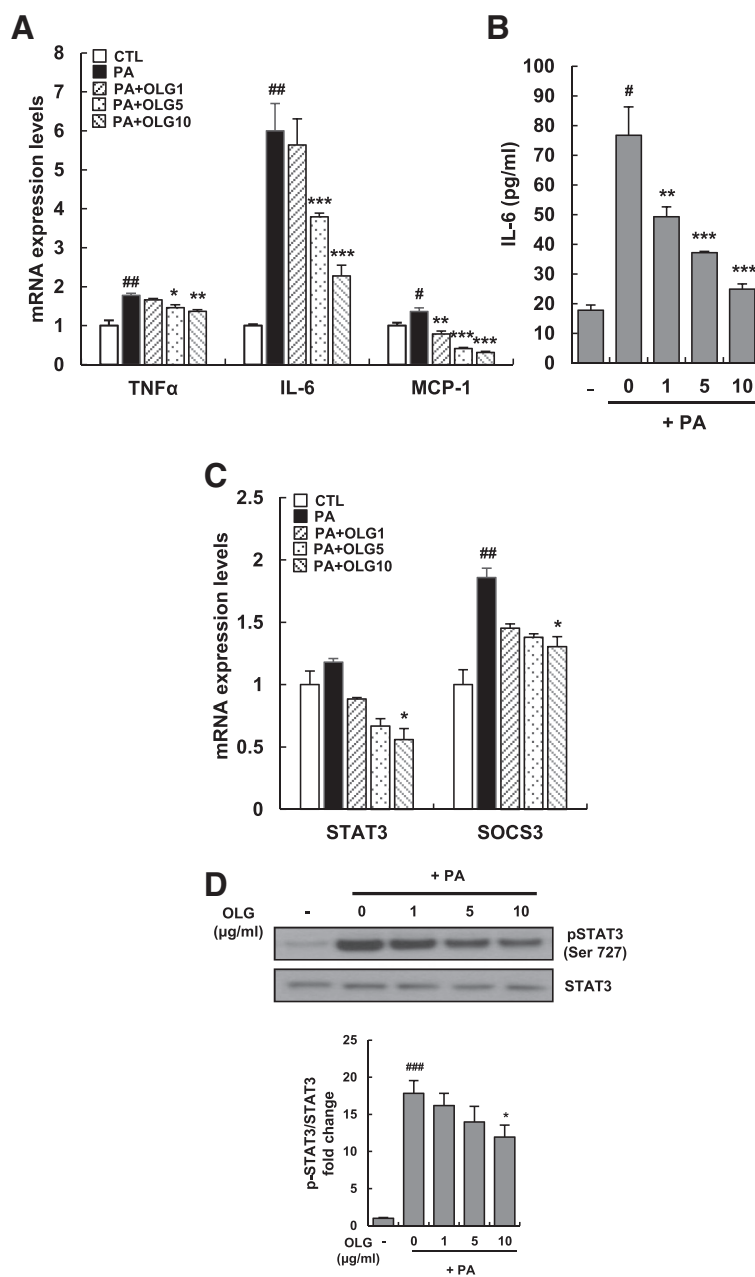 A
mRNA expression levels
8
7
6
5
4
3
2
1
0
CTL
PA
PA+OLG1
PA+OLG5
PA+OLG10
##
*
**
##
***
***
#
**
***
***
TNFα IL-6 MCP-1
B
IL-6 (pg/ml)
100
90
80
70
60
50
40
30
20
10
0
#
**
***
***
- 0 1 5 10
+ PA
C
mRNA expression levels
2.5
2
1.5
1
0.5
0
CTL
PA
PA+OLG1
PA+OLG5
PA+OLG10
*
##
*
STAT3 SOCS3
D
+ PA
OLG
(μg/ml)
- 0 1 5 10
pSTAT3
(Ser 727)
STAT3
p-STAT3/STAT3
fold change
25
20
15
10
5
0
###
*
OLG
(μg/ml)
- 0 1 5 10
+ PA